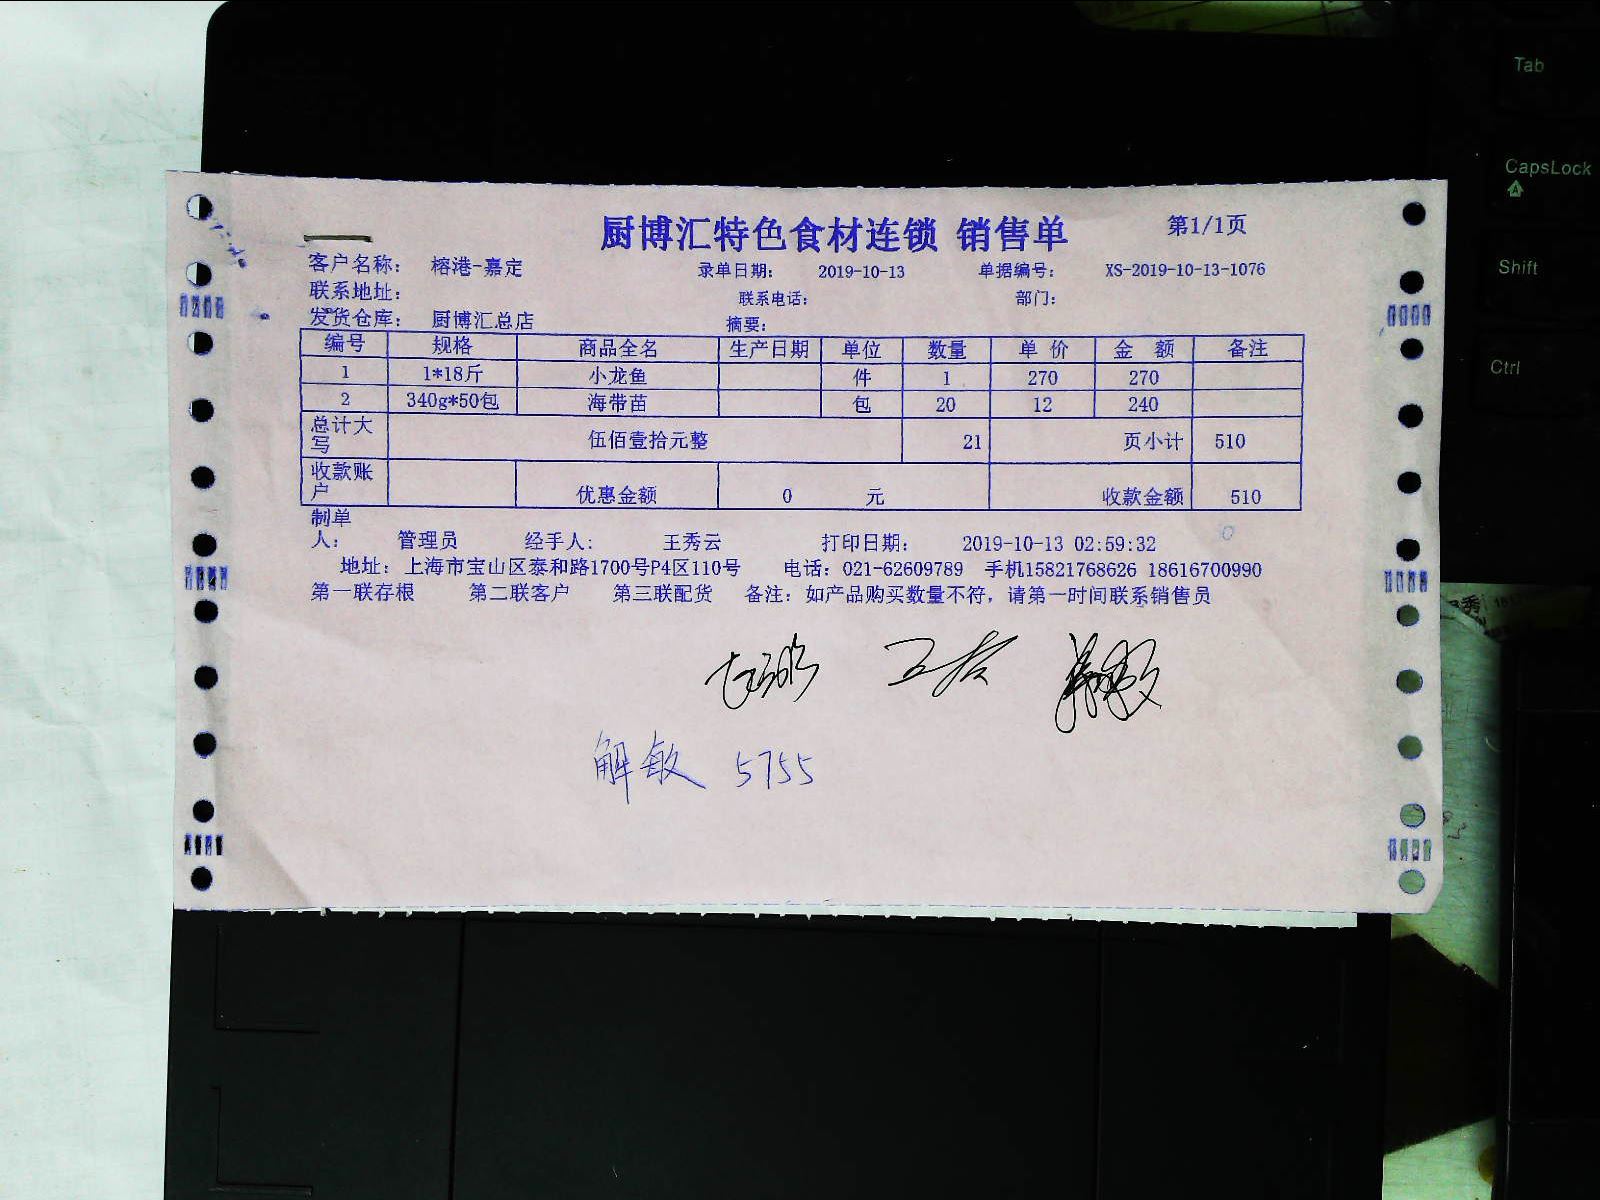 厨博汇特色食材连锁 销售单 第1/1页
客户名称: 榕港-嘉定 录单日期: 2019-10-13 单据编号: XS-2019-10-13-1076
联系地址: 联系电话: 部门:
发货仓库: 厨博汇总店 摘要:
编号 规格 商品全名 生产日期 单位 数量 单 价 金 额 备注
1 1*18斤 小龙鱼 件 1 270 270
2 340g*50包 海带苗 包 20 12 240
总计大写 伍佰壹拾元整 21 页小计 510
收款账户 优惠金额 0 元 收款金额 510
制单人: 管理员 经手人: 王秀云 打印日期: 2019-10-13 02:59:32
地址: 上海市宝山区泰和路1700号P4区110号 电话: 021-62609789 手机15821768626 18616700990
第一联存根 第二联客户 第三联配货 备注: 如产品购买数量不符, 请第一时间联系销售员
解敏 5755
Tab
CapsLock
Shift
Ctrl